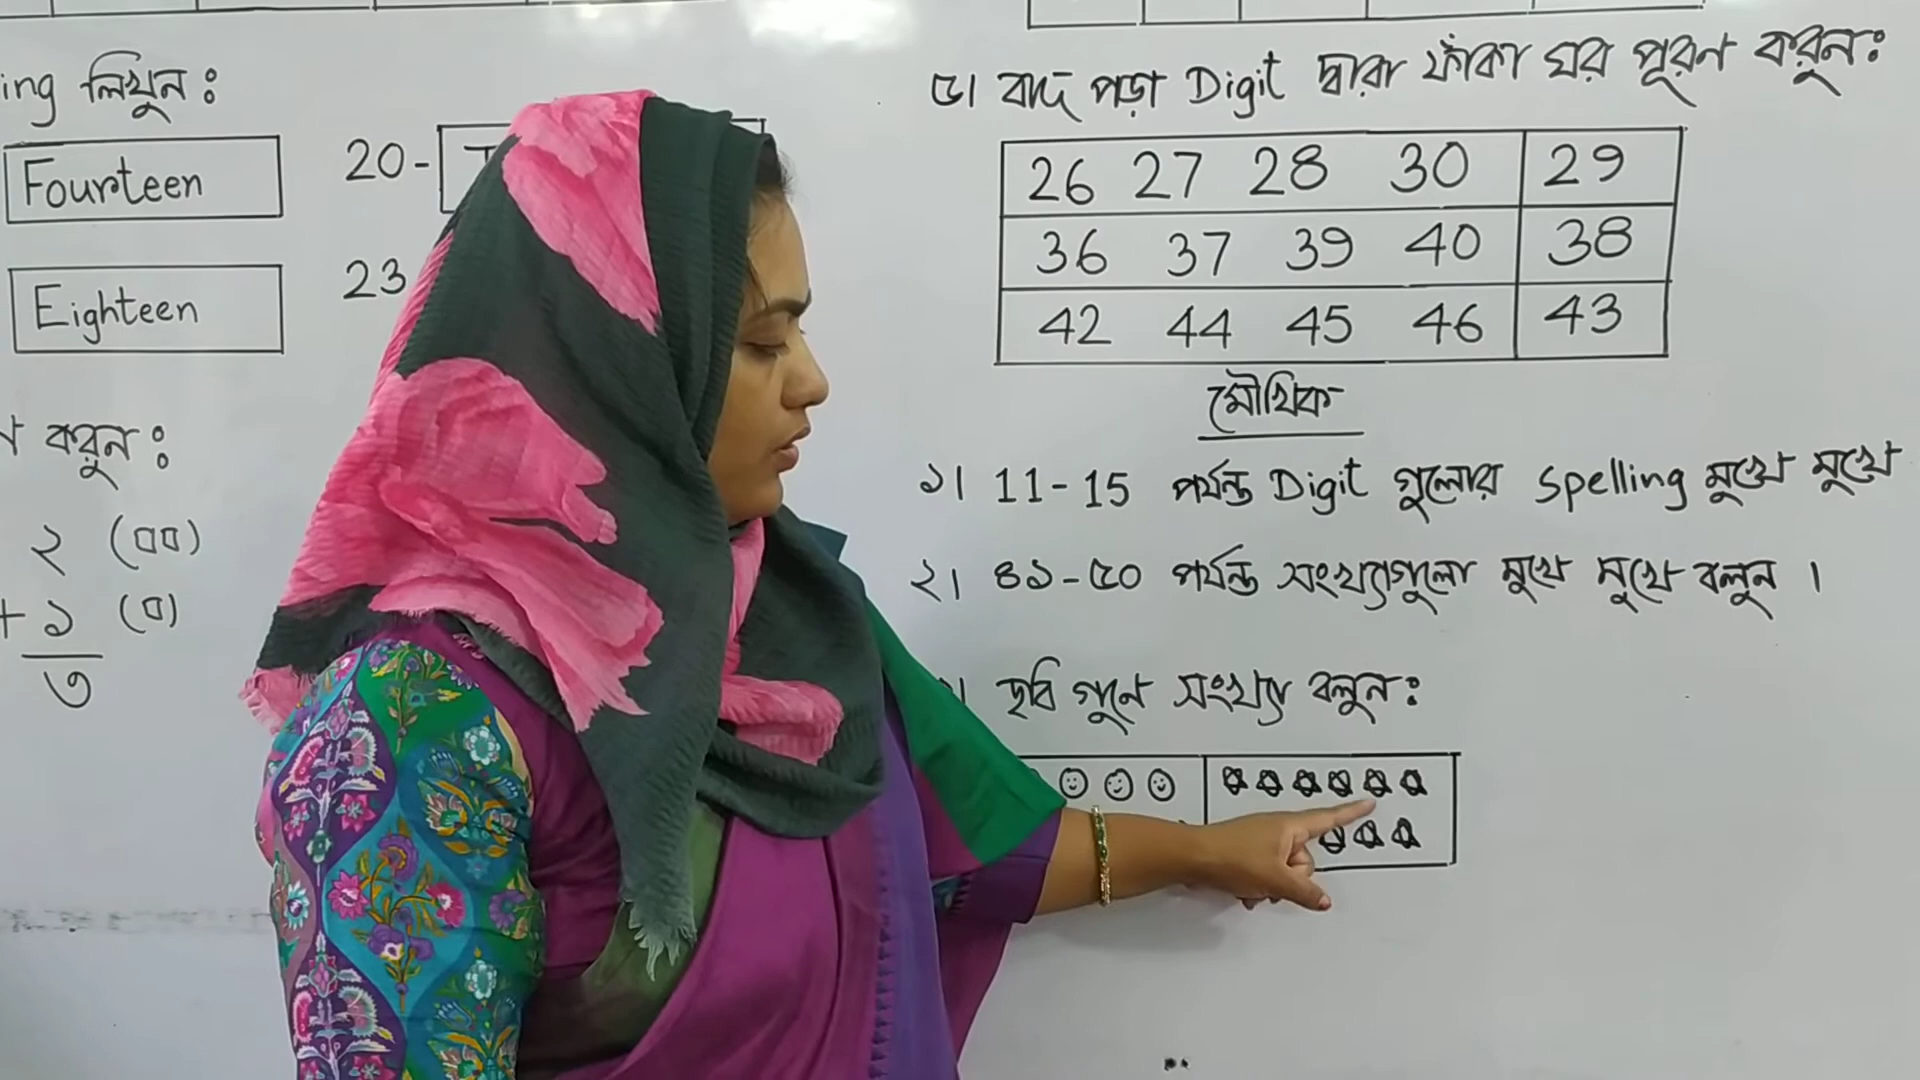 ing লিখুন ঃ
Fourteen
20-
Eighteen
23
করুন ঃ
২ (বব)
+ ১ (ব)
৩
৫। বাদ পড়া Digit দ্বারা ফাঁকা ঘর পূরণ করুন ঃ
26 27 28 30 29
36 37 39 40 38
42 44 45 46 43
মৌখিক
১। 11-15 পর্যন্ত Digit গুলোর Spelling মুখে মুখে
২। ৪১-৫০ পর্যন্ত সংখ্যাগুলো মুখে মুখে বলুন ।
ছবি গুনে সংখ্যা বলুন ঃ